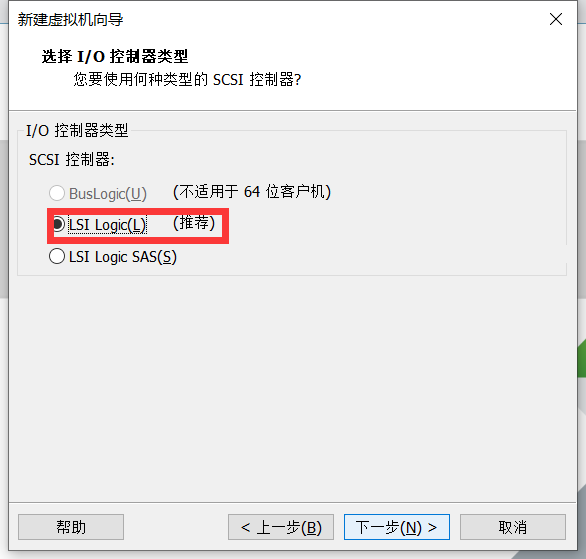 新建虚拟机向导
选择 I/O 控制器类型
您要使用何种类型的 SCSI 控制器?
I/O 控制器类型
SCSI 控制器:
BusLogic(U) (不适用于 64 位客户机)
LSI Logic(L) (推荐)
LSI Logic SAS(S)
帮助 < 上一步(B) 下一步(N) > 取消